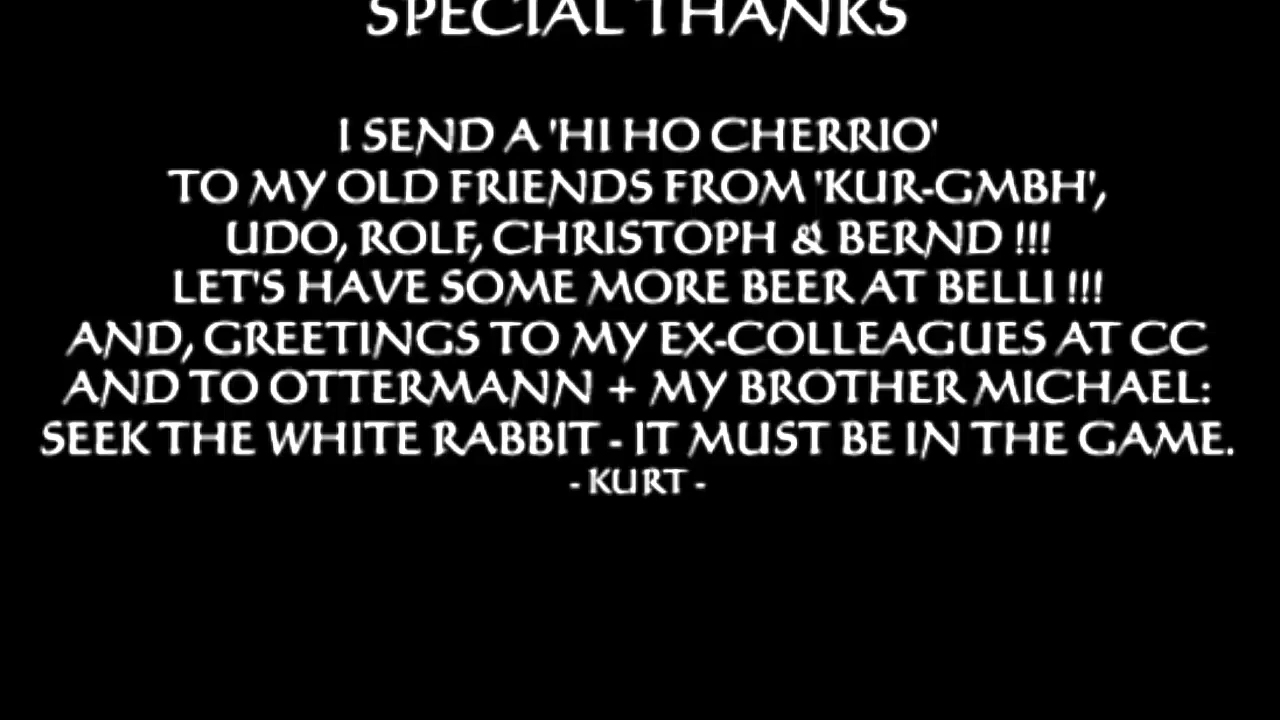 SPECIAL THANKS
I SEND A 'HI HO CHERRIO'
TO MY OLD FRIENDS FROM 'KUR-GMBH',
UDO, ROLF, CHRISTOPH & BERND !!!
LET'S HAVE SOME MORE BEER AT BELLI !!!
AND, GREETINGS TO MY EX-COLLEAGUES AT CC
AND TO OTTERMANN + MY BROTHER MICHAEL:
SEEK THE WHITE RABBIT - IT MUST BE IN THE GAME.
- KURT -